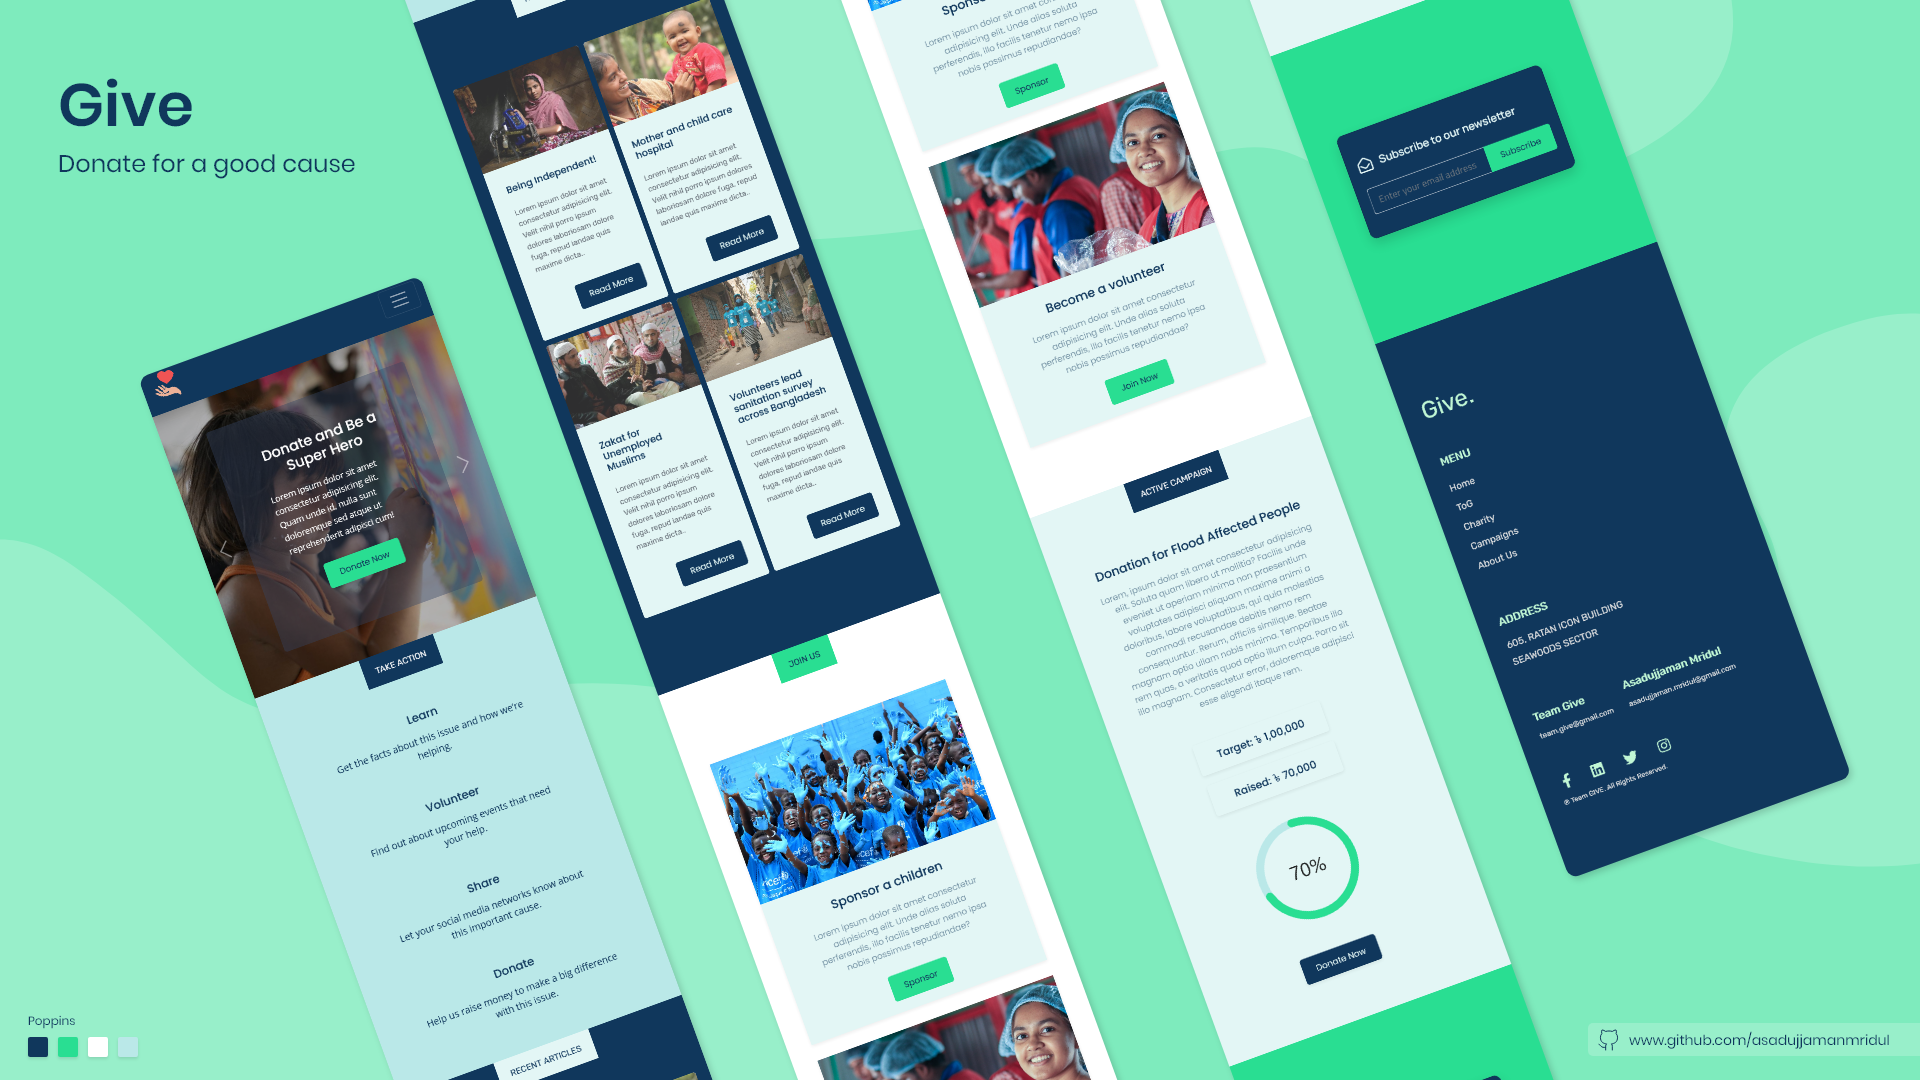 Give
Donate for a good cause
Donate and Be a
Super Hero
Lorem ipsum dolor sit amet
consectetur adipisicing elit.
Quam unde id, nulla sunt
doloremque sed atque ut
reprehenderit adipisci cum!
Donate Now
TAKE ACTION
Learn
Get the facts about this issue and how we're
helping.
Volunteer
Find out about upcoming events that need
your help.
Share
Let your social media networks know about
this important cause.
Donate
Help us raise money to make a big difference
with this issue.
RECENT ARTICLES
Being Independent!
Lorem ipsum dolor sit amet
consectetur adipisicing elit.
Velit nihil porro ipsum
dolores laboriosam dolore
fuga, repud iandae quis
maxime dicta..
Read More
Mother and child care
hospital
Lorem ipsum dolor sit amet
consectetur adipisicing elit.
Velit nihil porro ipsum dolores
laboriosam dolore fuga, repud
iandae quis maxime dicta..
Read More
Zakat for
Unemployed
Muslims
Lorem ipsum dolor sit amet
consectetur adipisicing elit.
Velit nihil porro ipsum
dolores laboriosam dolore
fuga, repud iandae quis
maxime dicta..
Read More
Volunteers lead
sanitation survey
across Bangladesh
Lorem ipsum dolor sit amet
consectetur adipisicing elit.
Velit nihil porro ipsum
dolores laboriosam dolore
fuga, repud iandae quis
maxime dicta..
Read More
JOIN US
Sponsor a children
Lorem ipsum dolor sit amet consectetur
adipisicing elit. Unde alias soluta
perferendis, illo facilis tenetur nemo ipsa
nobis possimus repudiandae?
Sponsor
Lorem ipsum dolor sit amet
adipisicing elit. Unde alias soluta
perferendis, illo facilis tenetur nemo ipsa
nobis possimus repudiandae?
Sponsor
Become a volunteer
Lorem ipsum dolor sit amet consectetur
adipisicing elit. Unde alias soluta
perferendis, illo facilis tenetur nemo ipsa
nobis possimus repudiandae?
Join Now
ACTIVE CAMPAIGN
Donation for Flood Affected People
Lorem, ipsum dolor sit amet consectetur adipisicing
elit. Soluta quam libero ut mollitia? Facilis unde
eveniet ut aperiam minima non praesentium
voluptates adipisci aliquam maxime animi a
doloribus, labore voluptatibus, qui quia molestias
commodi recusandae debitis nemo rem
consequuntur. Rerum, officiis similique. Beatae
magnam optio ullam nobis minima. Temporibus illo
rem quas, a veritatis quod optio illum culpa. Porro sit
illo magnam. Consectetur error, doloremque adipisci
esse eligendi itaque rem.
Target: ৳ 1,00,000
Raised: ৳ 70,000
70%
Donate Now
Subscribe to our newsletter
Enter your email address
Subscribe
Give.
MENU
Home
ToG
Charity
Campaigns
About Us
ADDRESS
605, RATAN ICON BUILDING
SEAWOODS SECTOR
Team Give
team.give@gmail.com
Asadujjaman Mridul
asadujjaman.mridul@gmail.com
® Team GIVE. All Rights Reserved.
Poppins
www.github.com/asadujjamanmridul